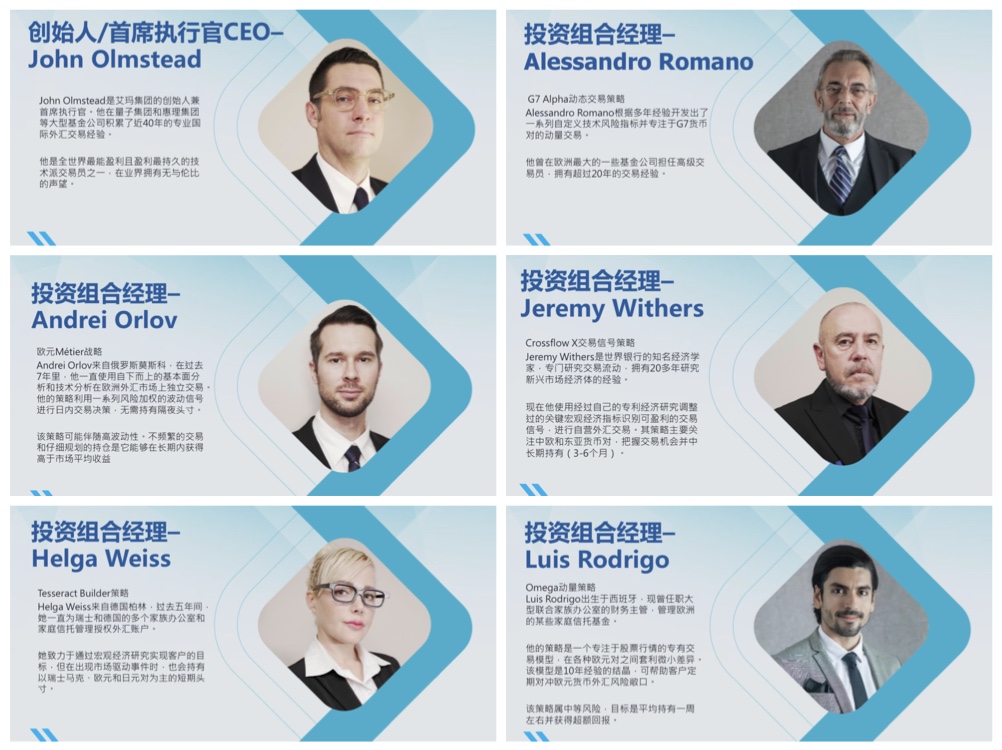 创始人/首席执行官CEO–
John Olmstead
John Olmstead是艾玛集团的创始人兼
首席执行官。他在量子集团和惠理集团
等大型基金公司积累了近40年的专业国
际外汇交易经验。
他是全世界最能盈利且盈利最持久的技
术派交易员之一，在业界拥有无与伦比
的声望。
投资组合经理–
Alessandro Romano
G7 Alpha动态交易策略
Alessandro Romano根据多年经验开发出了
一系列自定义技术风险指标并专注于G7货币
对的动量交易。
他曾在欧洲最大的一些基金公司担任高级交
易员，拥有超过20年的交易经验。
投资组合经理–
Andrei Orlov
欧元Métier战略
Andrei Orlov来自俄罗斯莫斯科，在过去
7年里，他一直使用自下而上的基本面分
析和技术分析在欧洲外汇市场上独立交易。
他的策略利用一系列风险加权的波动信号
进行日内交易决策，无需持有隔夜头寸。
该策略可能伴随高波动性。不频繁的交易
和仔细规划的持仓是它能够在长期内获得
高于市场平均收益
投资组合经理–
Jeremy Withers
Crossflow X交易信号策略
Jeremy Withers是世界银行的知名经济学
家，专门研究交易流动，拥有20多年研究
新兴市场经济体的经验。
现在他使用经过自己的专利经济研究调整
过的关键宏观经济指标识别可盈利的交易
信号，进行自营外汇交易。其策略主要关
注中欧和东亚货币对，把握交易机会并中
长期持有（3-6个月）。
投资组合经理–
Helga Weiss
Tesseract Builder策略
Helga Weiss来自德国柏林，过去五年间，
她一直为瑞士和德国的多个家族办公室和
家庭信托管理授权外汇账户。
她致力于通过宏观经济研究实现客户的目
标，但在出现市场驱动事件时，也会持有
以瑞士马克，欧元和日元对为主的短期头
寸。
投资组合经理–
Luis Rodrigo
Omega动量策略
Luis Rodrigo出生于西班牙，现曾任职大
型联合家族办公室的财务主管，管理欧洲
的某些家庭信托基金。
他的策略是一个专注于股票行情的专有交
易模型，在各种欧元对之间套利微小差异。
该模型是10年经验的结晶，可帮助客户定
期对冲欧元货币外汇风险敞口。
该策略属中等风险，目标是平均持有一周
左右并获得超额回报。